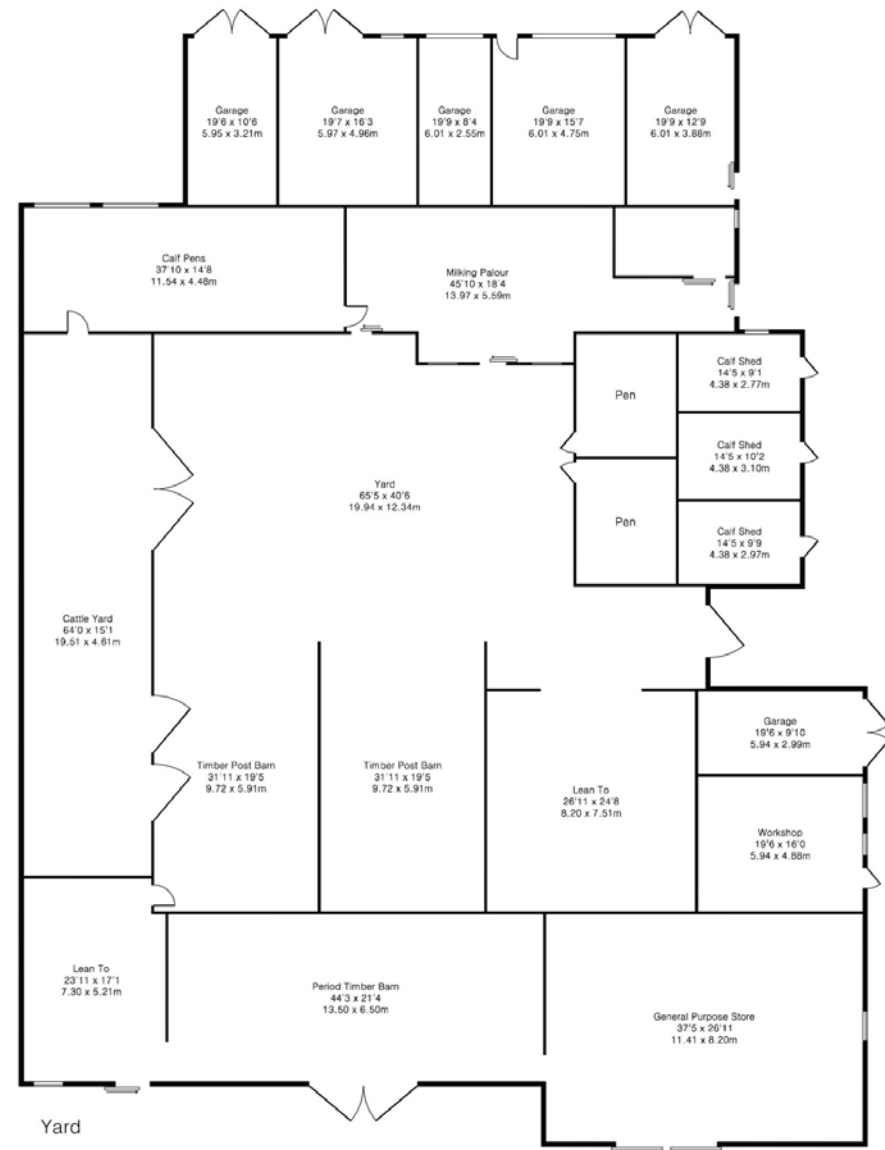 Garage
19'6 x 10'6
5.95 x 3.21m
Garage
19'7 x 16'3
5.97 x 4.96m
Garage
19'9 x 8'4
6.01 x 2.55m
Garage
19'9 x 15'7
6.01 x 4.75m
Garage
19'9 x 12'9
6.01 x 3.88m
Calf Pens
37'10 x 14'8
11.54 x 4.48m
Milking Palour
45'10 x 18'4
13.97 x 5.59m
Pen
Calf Shed
14'5 x 9'1
4.38 x 2.77m
Calf Shed
14'5 x 10'2
4.38 x 3.10m
Yard
65'5 x 40'6
19.94 x 12.34m
Pen
Calf Shed
14'5 x 9'9
4.38 x 2.97m
Cattle Yard
64'0 x 15'1
19.51 x 4.61m
Garage
19'6 x 9'10
5.94 x 2.99m
Timber Post Barn
31'11 x 19'5
9.72 x 5.91m
Timber Post Barn
31'11 x 19'5
9.72 x 5.91m
Lean To
26'11 x 24'8
8.20 x 7.51m
Workshop
19'6 x 16'0
5.94 x 4.88m
Lean To
23'11 x 17'1
7.30 x 5.21m
Period Timber Barn
44'3 x 21'4
13.50 x 6.50m
General Purpose Store
37'5 x 26'11
11.41 x 8.20m
Yard